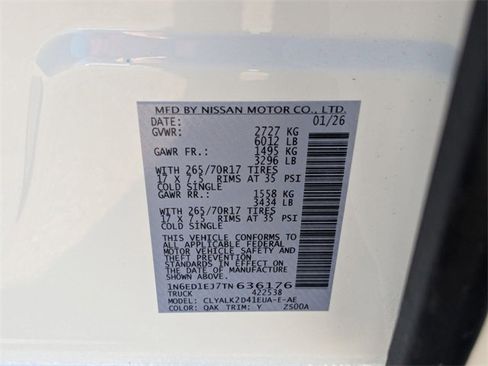 MFD BY NISSAN MOTOR CO., LTD.
DATE: 01/26
GVWR: 2727 KG
6012 LB
GAWR FR.: 1495 KG
3296 LB
WITH 265/70R17 TIRES
17 X 7.5 RIMS AT 35 PSI
COLD SINGLE
GAWR RR.: 1558 KG
3434 LB
WITH 265/70R17 TIRES
17 X 7.5 RIMS AT 35 PSI
COLD SINGLE
THIS VEHICLE CONFORMS TO
ALL APPLICABLE FEDERAL
MOTOR VEHICLE SAFETY
AND THEFT PREVENTION
STANDARDS IN EFFECT ON
THE DATE OF MANUFACTURE
SHOWN ABOVE.
1N6ED1EJ7TN636176
TRUCK 422538
MODEL: CLYALKZD41EUA-E-AE
COLOR: QAK TRIM: Y ZS00A